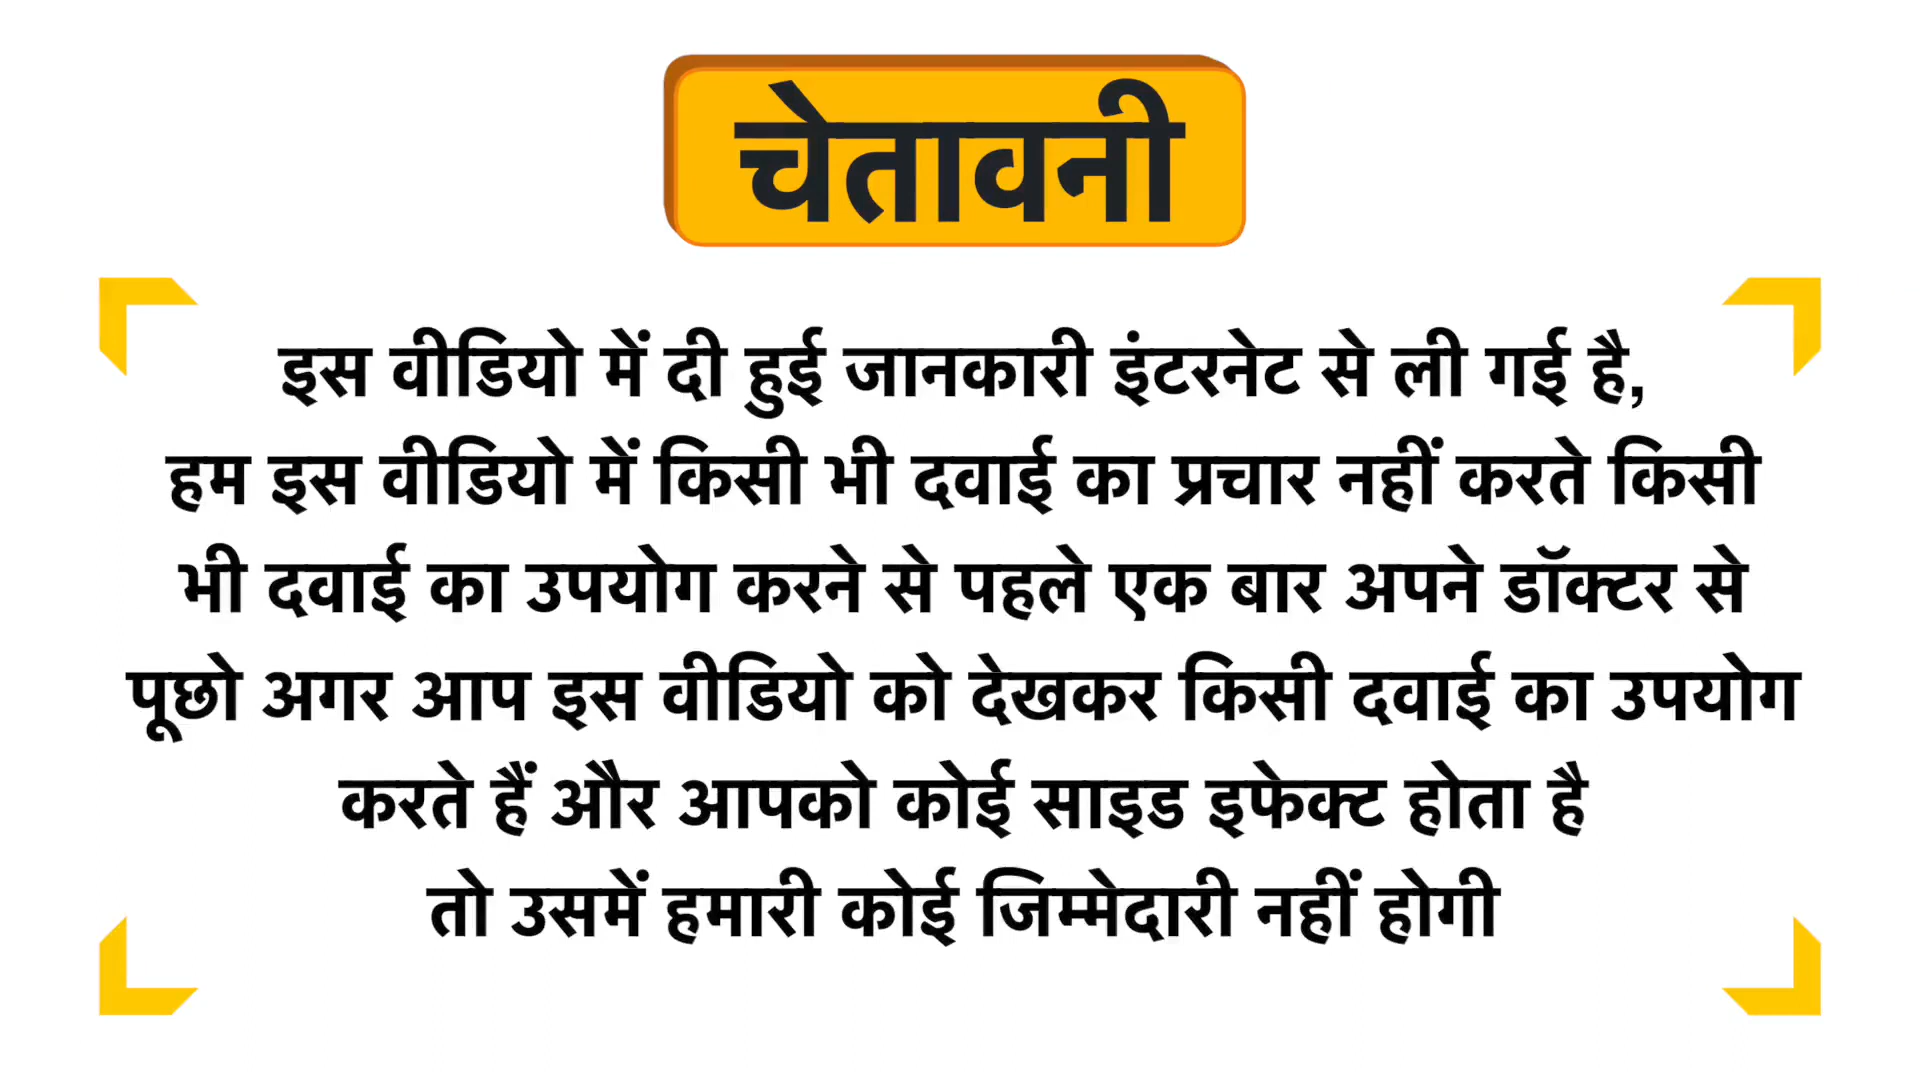 चेतावनी
इस वीडियो में दी हुई जानकारी इंटरनेट से ली गई है,
हम इस वीडियो में किसी भी दवाई का प्रचार नहीं करते किसी
भी दवाई का उपयोग करने से पहले एक बार अपने डॉक्टर से
पूछो अगर आप इस वीडियो को देखकर किसी दवाई का उपयोग
करते हैं और आपको कोई साइड इफेक्ट होता है
तो उसमें हमारी कोई जिम्मेदारी नहीं होगी